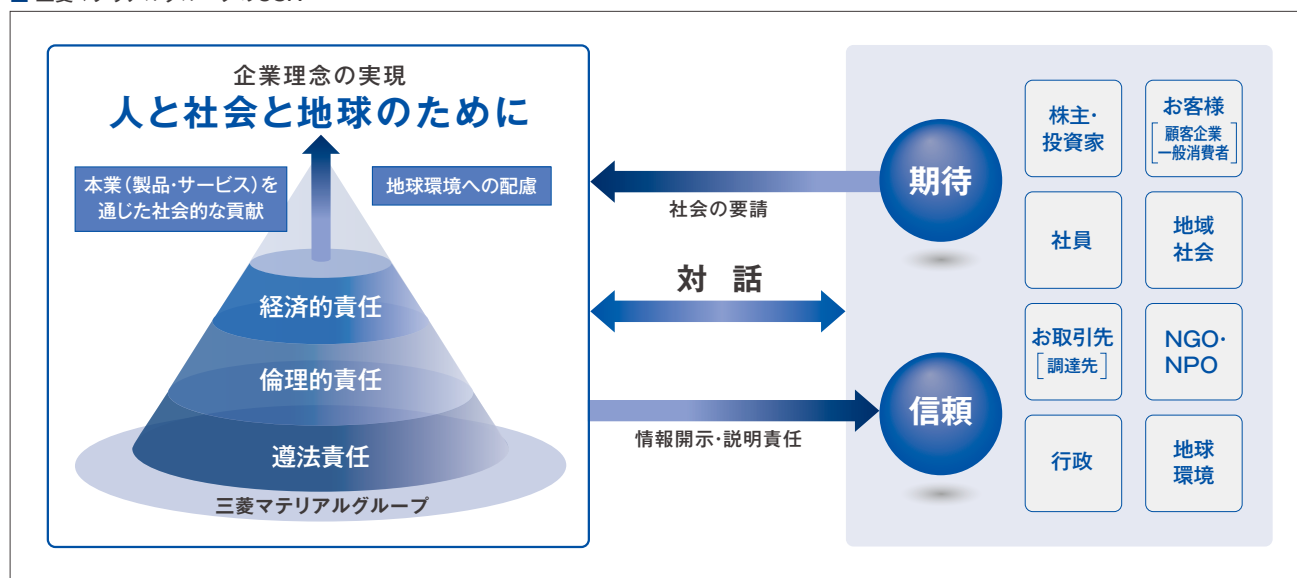 企業理念の実現
人と社会と地球のために
本業(製品・サービス)を
通じた社会的な貢献
地球環境への配慮
経済的責任
倫理的責任
遵法責任
三菱マテリアルグループ
社会の要請
対話
情報開示・説明責任
期待
信頼
株主・
投資家
お客様
[顧客企業
一般消費者]
社員
地域
社会
お取引先
[調達先]
NGO・
NPO
行政
地球
環境